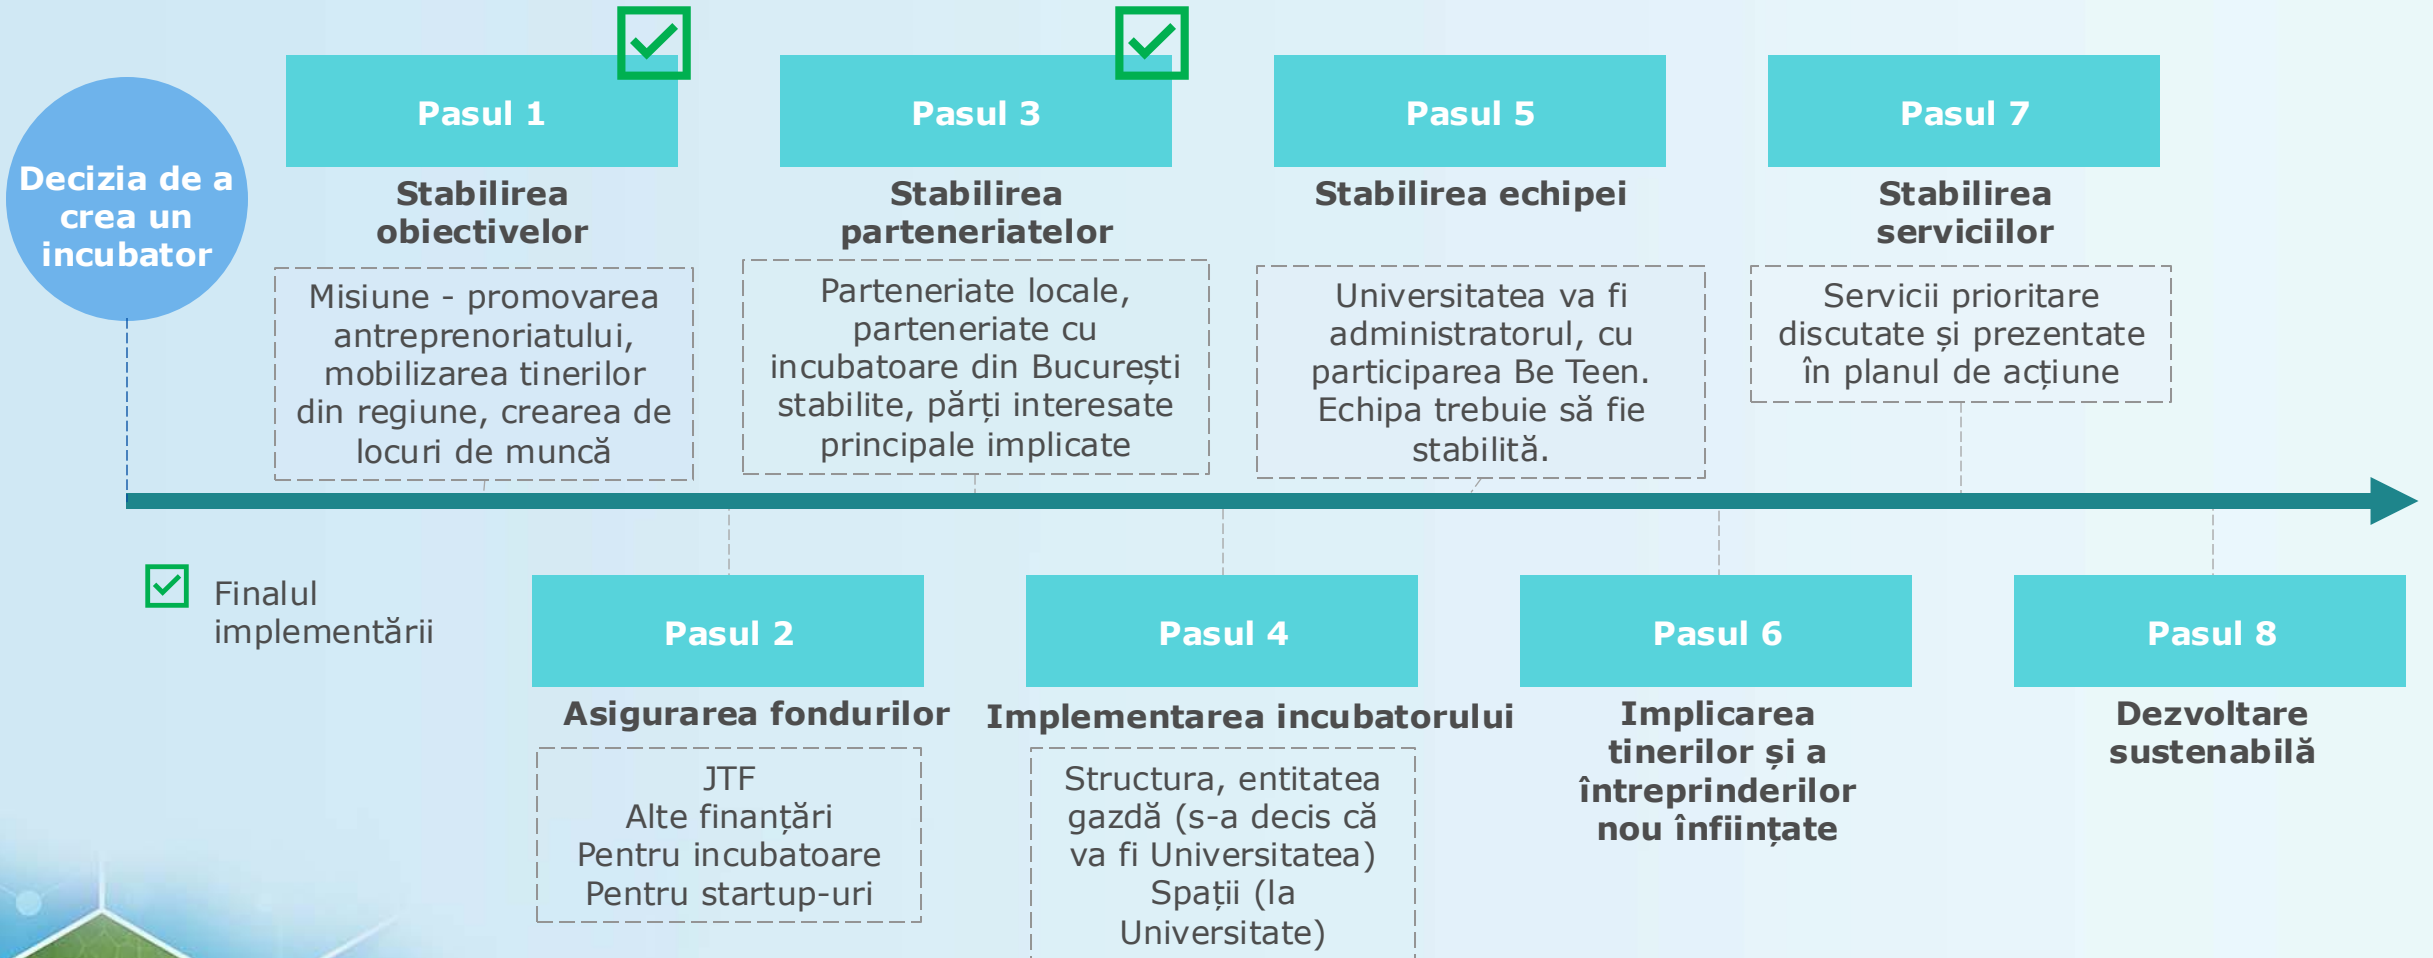 Decizia de a
crea un
incubator
Pasul 1
Stabilirea
obiectivelor
Misiune - promovarea
antreprenoriatului,
mobilizarea tinerilor
din regiune, crearea de
locuri de muncă
Pasul 3
Stabilirea
parteneriatelor
Parteneriate locale,
parteneriate cu
incubatoare din București
stabilite, părți interesate
principale implicate
Pasul 5
Stabilirea echipei
Universitatea va fi
administratorul, cu
participarea Be Teen.
Echipa trebuie să fie
stabilită.
Pasul 7
Stabilirea
serviciilor
Servicii prioritare
discutate și prezentate
în planul de acțiune
Finalul
implementării
Pasul 2
Asigurarea fondurilor
JTF
Alte finanțări
Pentru incubatoare
Pentru startup-uri
Pasul 4
Implementarea incubatorului
Structura, entitatea
gazdă (s-a decis că
va fi Universitatea)
Spații (la
Universitate)
Pasul 6
Implicarea
tinerilor și a
întreprinderilor
nou înființate
Pasul 8
Dezvoltare
sustenabilă